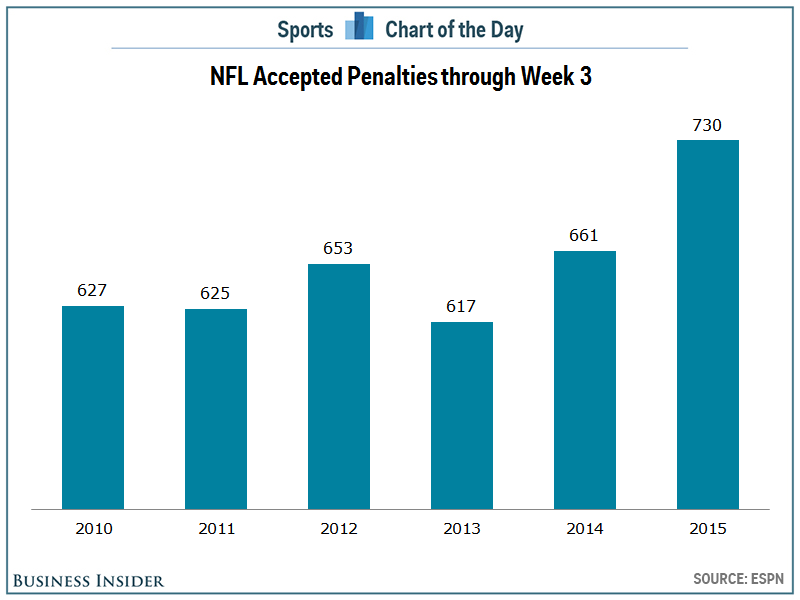 Sports Chart of the Day
NFL Accepted Penalties through Week 3
730
661
653
627
625
617
2010 2011 2012 2013 2014 2015
BUSINESS INSIDER
SOURCE: ESPN